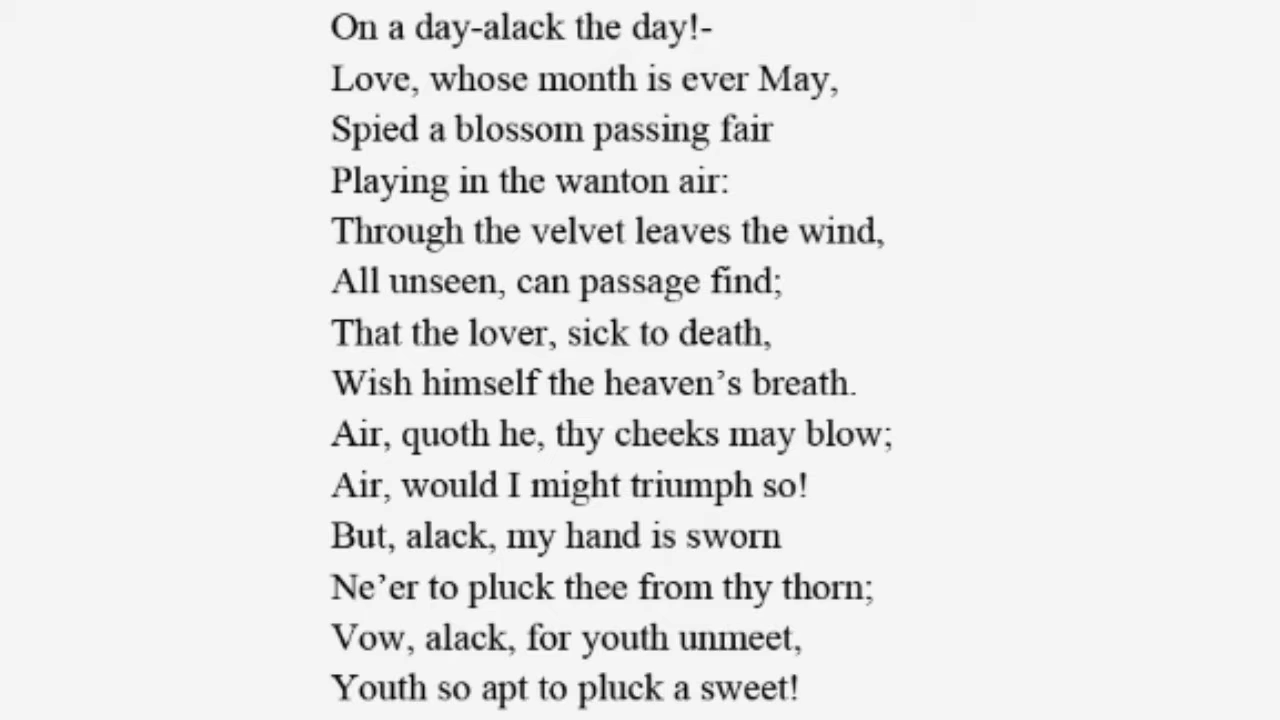 On a day-alack the day!-
Love, whose month is ever May,
Spied a blossom passing fair
Playing in the wanton air:
Through the velvet leaves the wind,
All unseen, can passage find;
That the lover, sick to death,
Wish himself the heaven’s breath.
Air, quoth he, thy cheeks may blow;
Air, would I might triumph so!
But, alack, my hand is sworn
Ne’er to pluck thee from thy thorn;
Vow, alack, for youth unmeet,
Youth so apt to pluck a sweet!